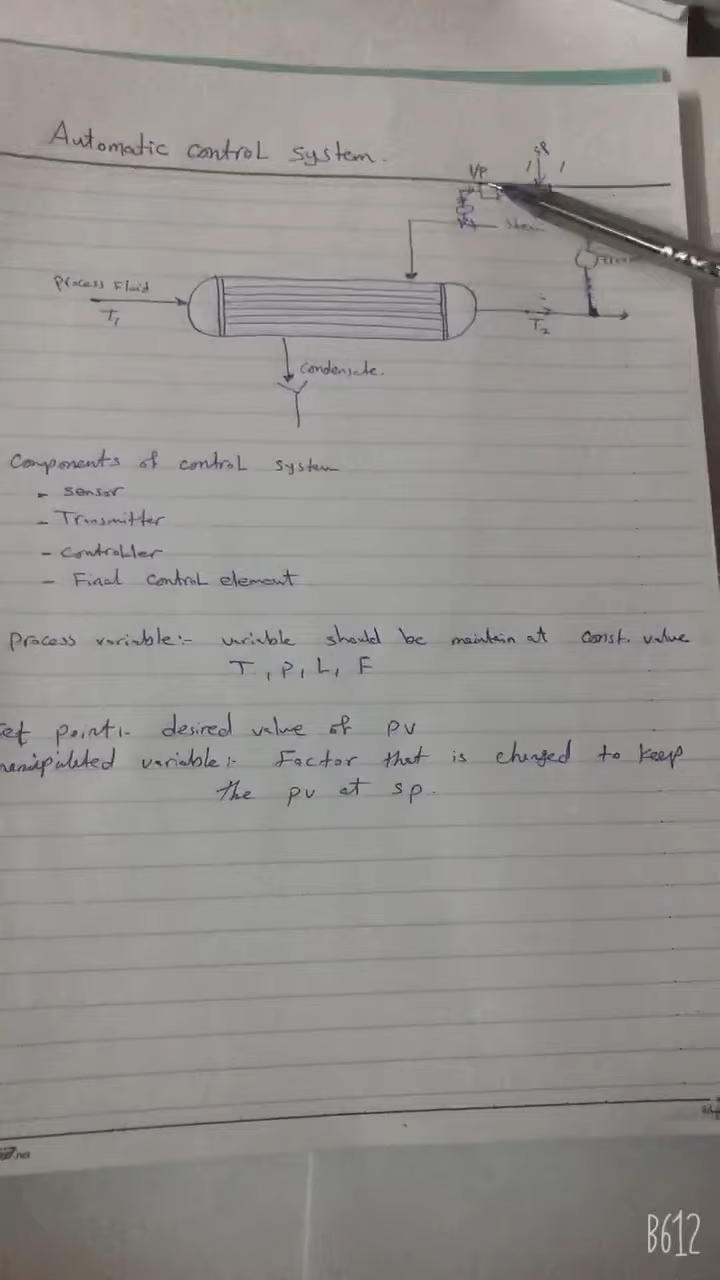 Automatic control system.
SP
I/P
Steam
Process Fluid
T1
T2
Condensate.
Components of control system
- Sensor
- Transmitter
- Controller
- Final control element
Process variable:- variable should be maintain at const. value
T, P, L, F
et point:- desired value of PV
manipulated variable:- Factor that is changed to keep
the pv at sp.
.net
B612